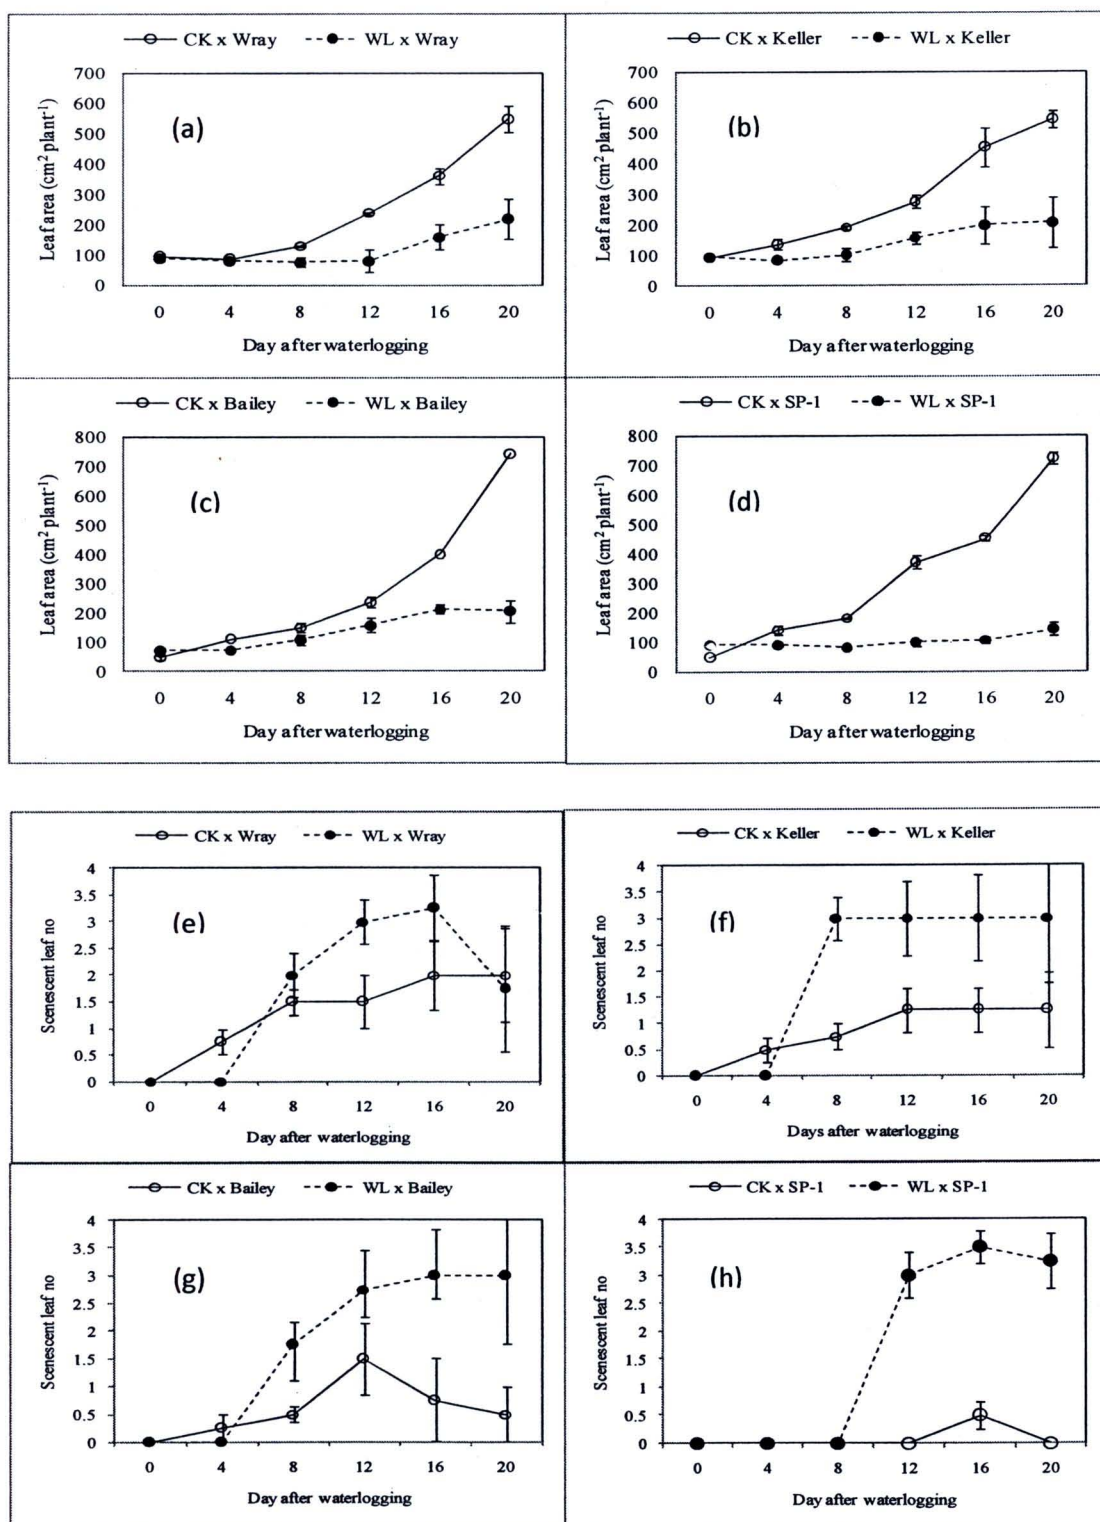 CK x Wray WL x Wray
Leaf area (cm² plant⁻¹)
700
600
500
400
300
200
100
0
(a)
0 4 8 12 16 20
Day after waterlogging
CK x Keller WL x Keller
Leaf area (cm² plant⁻¹)
700
600
500
400
300
200
100
0
(b)
0 4 8 12 16 20
Day after waterlogging
CK x Bailey WL x Bailey
Leaf area (cm² plant⁻¹)
800
700
600
500
400
300
200
100
0
(c)
0 4 8 12 16 20
Day after waterlogging
CK x SP-1 WL x SP-1
Leaf area (cm² plant⁻¹)
800
700
600
500
400
300
200
100
0
(d)
0 4 8 12 16 20
Day after waterlogging
CK x Wray WL x Wray
Scenescent leaf no
4
3.5
3
2.5
2
1.5
1
0.5
0
(e)
0 4 8 12 16 20
Day after waterlogging
CK x Keller WL x Keller
Scenescent leaf no
4
3.5
3
2.5
2
1.5
1
0.5
0
(f)
0 4 8 12 16 20
Days after waterlogging
CK x Bailey WL x Bailey
Scenescent leaf no
4
3.5
3
2.5
2
1.5
1
0.5
0
(g)
0 4 8 12 16 20
Day after waterlogging
CK x SP-1 WL x SP-1
Scenescent leaf no
4
3.5
3
2.5
2
1.5
1
0.5
0
(h)
0 4 8 12 16 20
Day after waterlogging